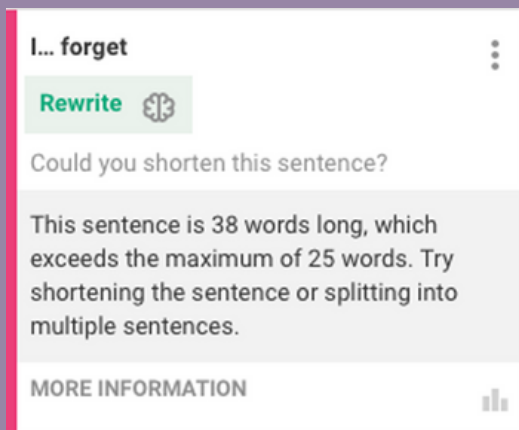 I... forget
Rewrite
Could you shorten this sentence?
This sentence is 38 words long, which
exceeds the maximum of 25 words. Try
shortening the sentence or splitting into
multiple sentences.
MORE INFORMATION